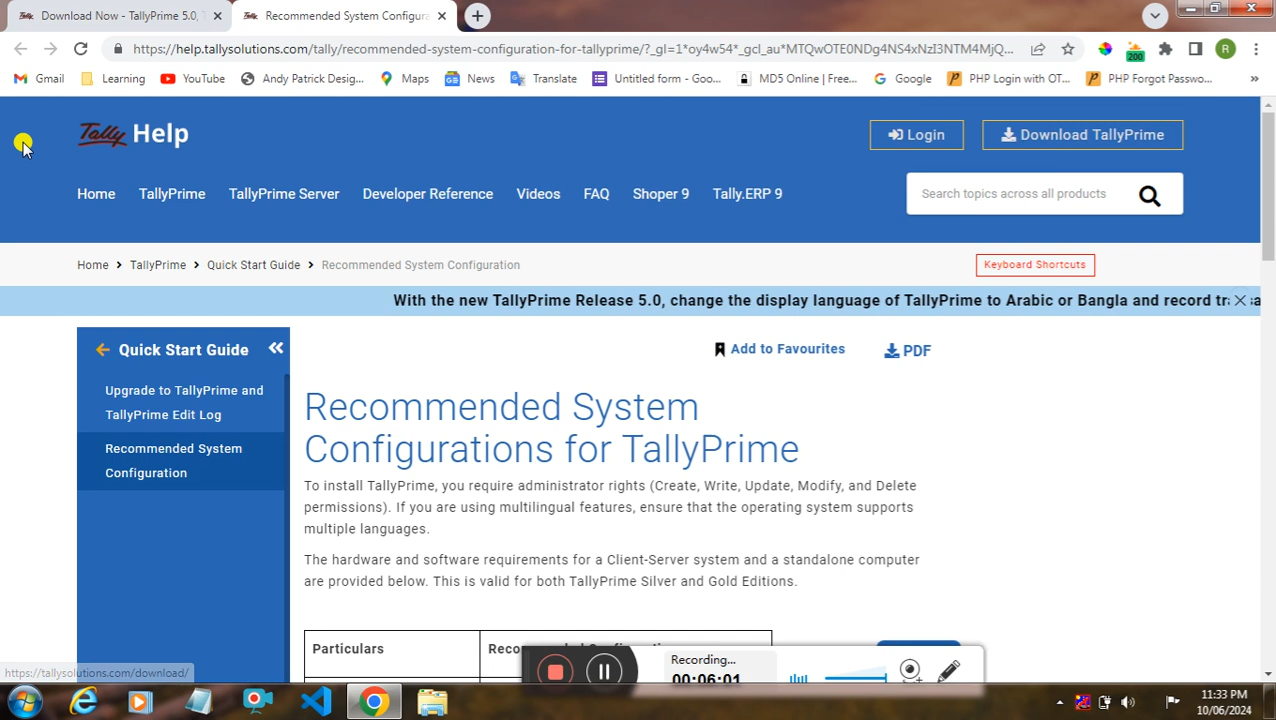 Download Now - TallyPrime 5.0,
Recommended System Configura
https://help.tallysolutions.com/tally/recommended-system-configuration-for-tallyprime/?_gl=1*oy4w54*_gcl_au*MTQwOTE0NDg4NS4xNzI3NTM4MjQ...
200
R
Gmail
Learning
YouTube
Andy Patrick Desig...
Maps
News
Translate
Untitled form - Goo...
MD5 Online | Free...
Google
PHP Login with OT...
PHP Forgot Passwo...
»
Tally Help
Login
Download TallyPrime
Home
TallyPrime
TallyPrime Server
Developer Reference
Videos
FAQ
Shoper 9
Tally.ERP 9
Search topics across all products
Home > TallyPrime > Quick Start Guide > Recommended System Configuration
Keyboard Shortcuts
With the new TallyPrime Release 5.0, change the display language of TallyPrime to Arabic or Bangla and record
Quick Start Guide
Add to Favourites
PDF
Upgrade to TallyPrime and
TallyPrime Edit Log
Recommended System
Configuration
Recommended System
Configurations for TallyPrime
To install TallyPrime, you require administrator rights (Create, Write, Update, Modify, and Delete
permissions). If you are using multilingual features, ensure that the operating system supports
multiple languages.
The hardware and software requirements for a Client-Server system and a standalone computer
are provided below. This is valid for both TallyPrime Silver and Gold Editions.
Particulars
Recording...
00:06:01
https://tallysolutions.com/download/
11:33 PM
10/06/2024